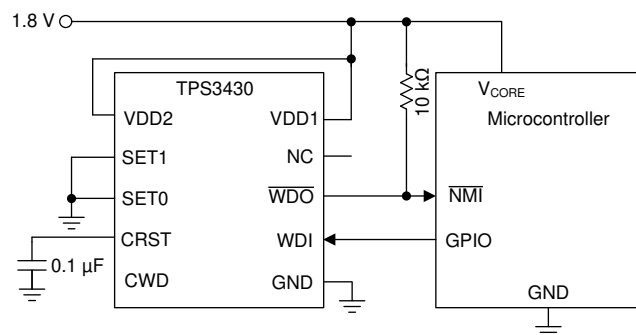 1.8 V
TPS3430
VDD2
VDD1
SET1
NC
SET0
WDO
CRST
WDI
0.1 µF
CWD
GND
10 kΩ
VCORE
Microcontroller
NMI
GPIO
GND